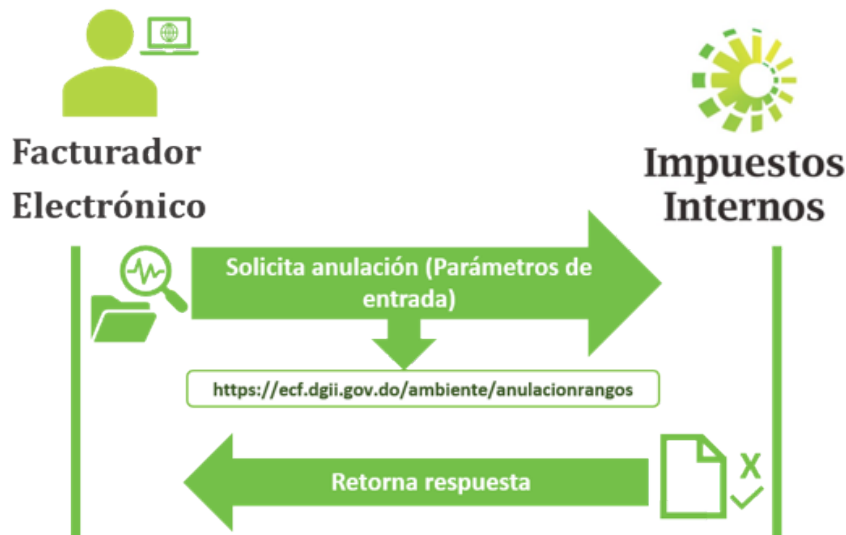 Facturador
Electrónico
Impuestos
Internos
Solicita anulación (Parámetros de
entrada)
https://ecf.dgii.gov.do/ambiente/anulacionrangos
Retorna respuesta
X